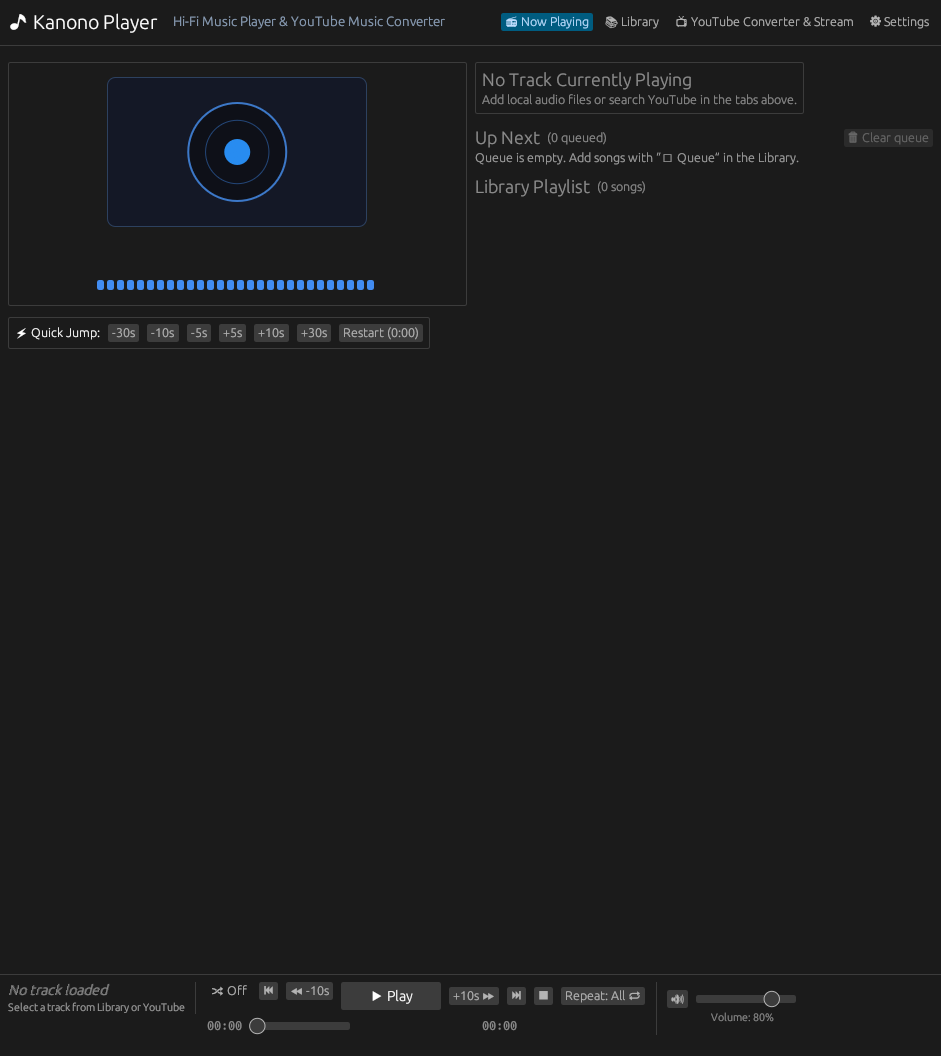 Kanono Player
Hi-Fi Music Player & YouTube Music Converter
Now Playing
Library
YouTube Converter & Stream
Settings
No Track Currently Playing
Add local audio files or search YouTube in the tabs above.
Up Next (0 queued)
Clear queue
Queue is empty. Add songs with “□ Queue” in the Library.
Library Playlist (0 songs)
Quick Jump: -30s -10s -5s +5s +10s +30s Restart (0:00)
No track loaded
Select a track from Library or YouTube
Off
-10s
Play
+10s
Repeat: All
00:00
00:00
Volume: 80%